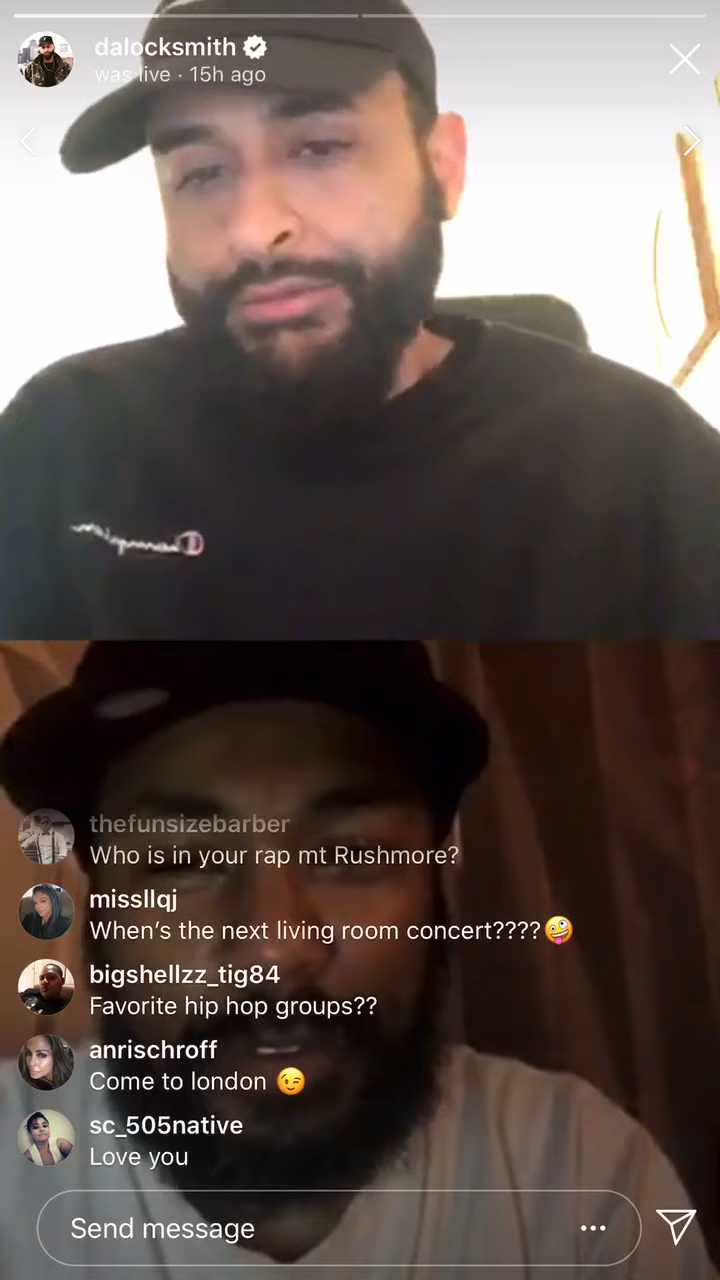 dalocksmith
was live · 15h ago
thefunsizebarber
Who is in your rap mt Rushmore?
missllqj
When's the next living room concert????🤪
bigshellzz_tig84
Favorite hip hop groups??
anrischroff
Come to london 😉
sc_505native
Love you
Send message